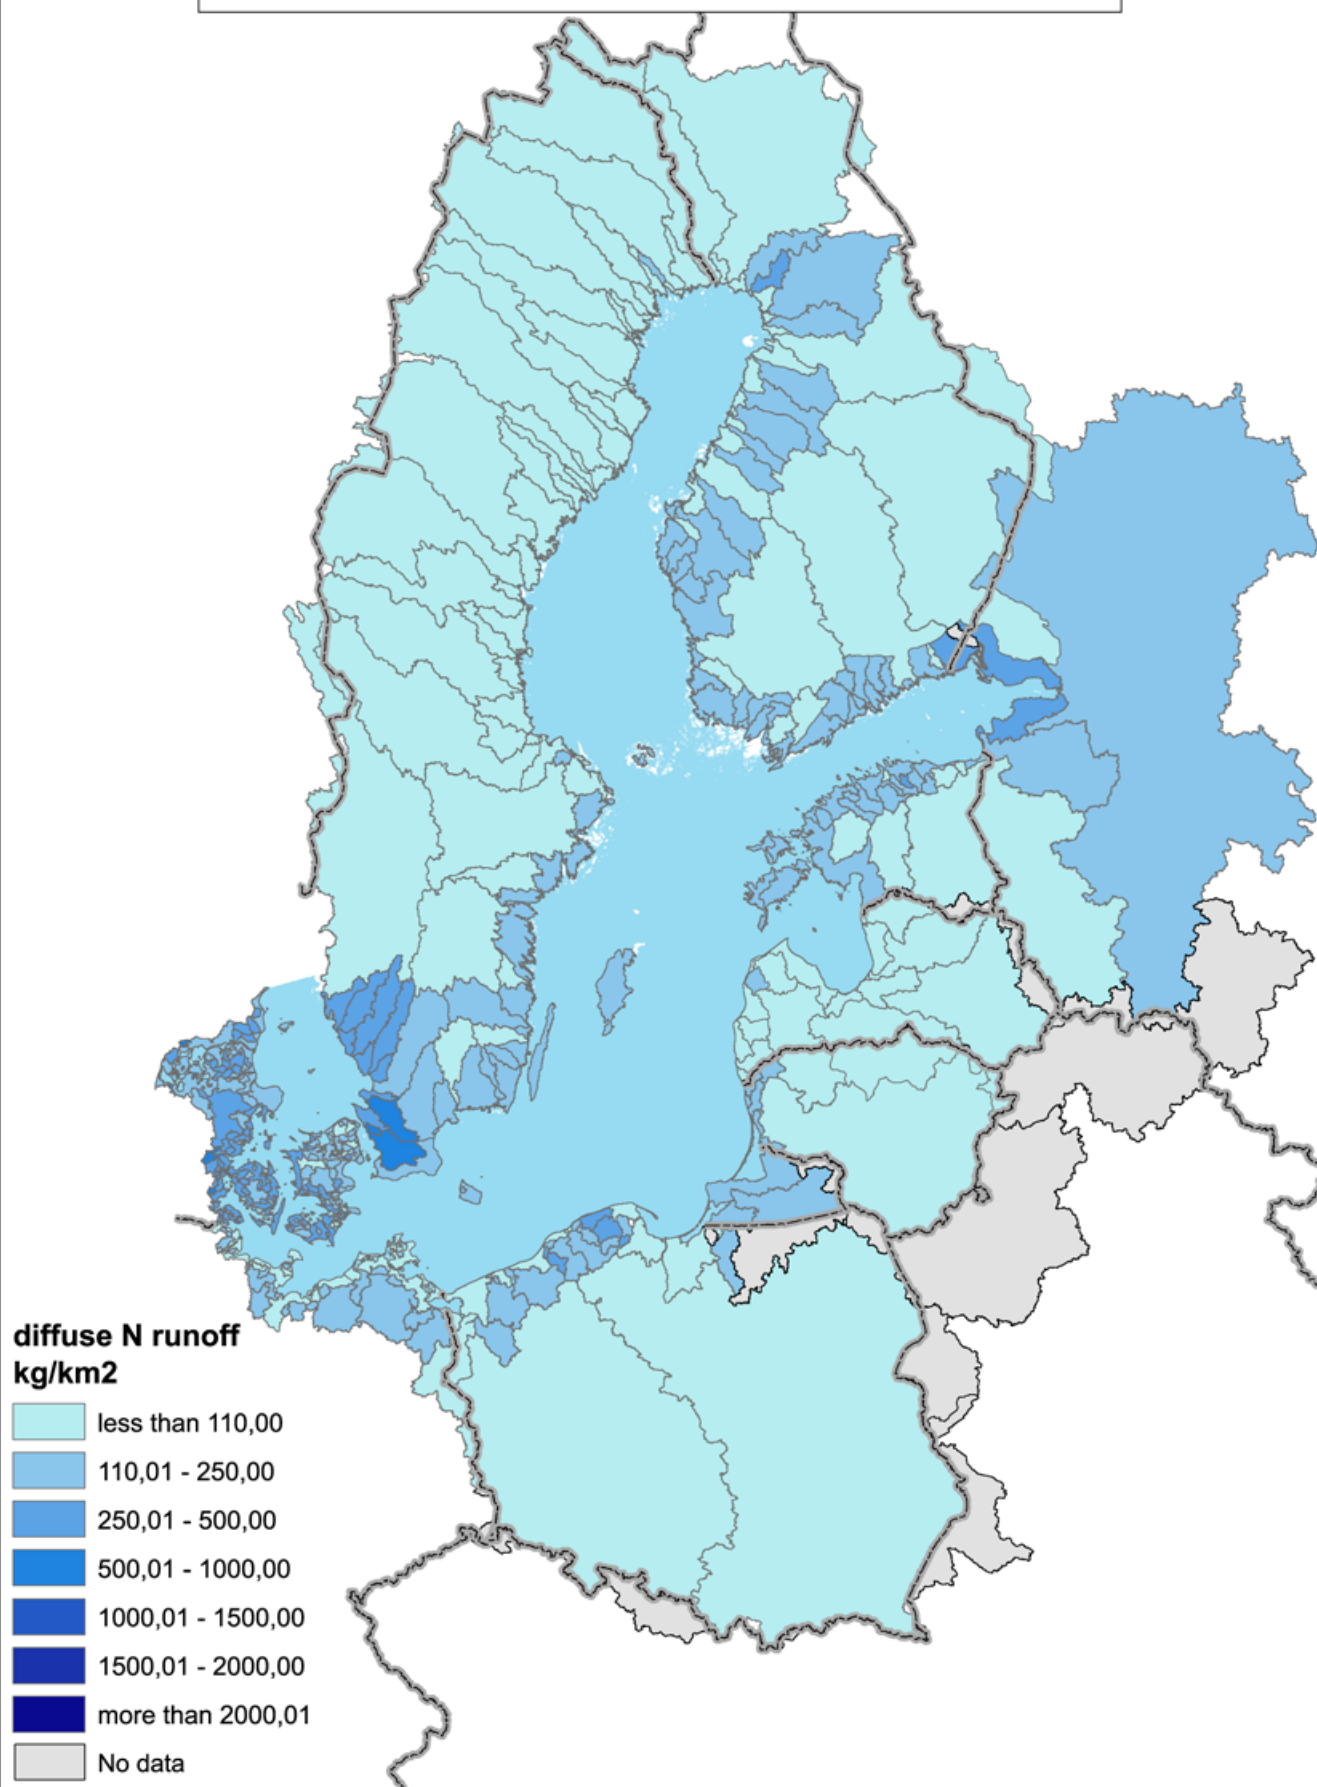 diffuse N runoff
kg/km2
less than 110,00
110,01 - 250,00
250,01 - 500,00
500,01 - 1000,00
1000,01 - 1500,00
1500,01 - 2000,00
more than 2000,01
No data